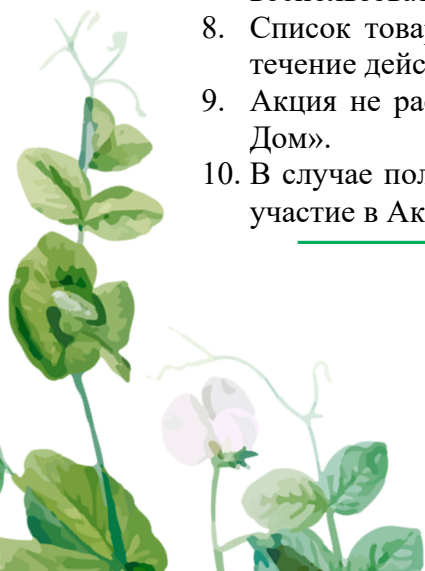 8. Список това
течение дейс
9. Акция не ра
Дом».
10. В случае пол
участие в Ак